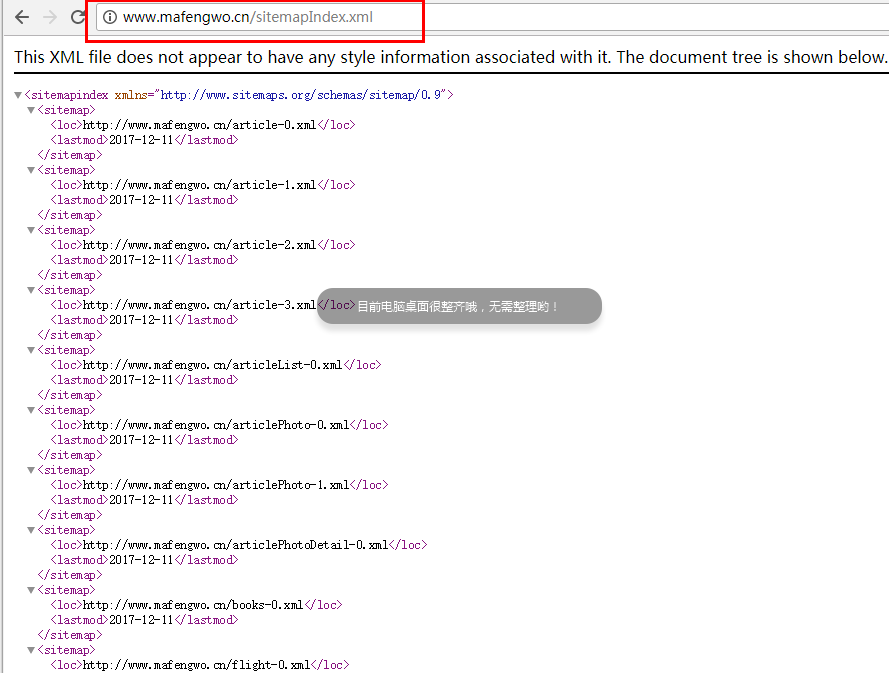 www.mafengwo.cn/sitemapIndex.xml
This XML file does not appear to have any style information associated with it. The document tree is shown below.
▼<sitemapindex xmlns="http://www.sitemaps.org/schemas/sitemap/0.9">
▼<sitemap>
<loc>http://www.mafengwo.cn/article-0.xml</loc>
<lastmod>2017-12-11</lastmod>
</sitemap>
▼<sitemap>
<loc>http://www.mafengwo.cn/article-1.xml</loc>
<lastmod>2017-12-11</lastmod>
</sitemap>
▼<sitemap>
<loc>http://www.mafengwo.cn/article-2.xml</loc>
<lastmod>2017-12-11</lastmod>
</sitemap>
▼<sitemap>
<loc>http://www.mafengwo.cn/article-3.xml</loc>
目前电脑桌面很整齐哦，无需整理哟！
<lastmod>2017-12-11</lastmod>
</sitemap>
▼<sitemap>
<loc>http://www.mafengwo.cn/articleList-0.xml</loc>
<lastmod>2017-12-11</lastmod>
</sitemap>
▼<sitemap>
<loc>http://www.mafengwo.cn/articlePhoto-0.xml</loc>
<lastmod>2017-12-11</lastmod>
</sitemap>
▼<sitemap>
<loc>http://www.mafengwo.cn/articlePhoto-1.xml</loc>
<lastmod>2017-12-11</lastmod>
</sitemap>
▼<sitemap>
<loc>http://www.mafengwo.cn/articlePhotoDetail-0.xml</loc>
<lastmod>2017-12-11</lastmod>
</sitemap>
▼<sitemap>
<loc>http://www.mafengwo.cn/books-0.xml</loc>
<lastmod>2017-12-11</lastmod>
</sitemap>
▼<sitemap>
<loc>http://www.mafengwo.cn/flight-0.xml</loc>